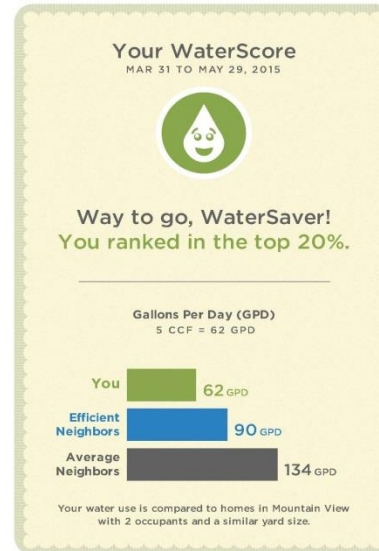 Your WaterScore
MAR 31 TO MAY 29, 2015
Way to go, WaterSaver!
You ranked in the top 20%.
Gallons Per Day (GPD)
5 CCF = 62 GPD
You
62 GPD
Efficient
Neighbors
90 GPD
Average
Neighbors
134 GPD
Your water use is compared to homes in Mountain View
with 2 occupants and a similar yard size.